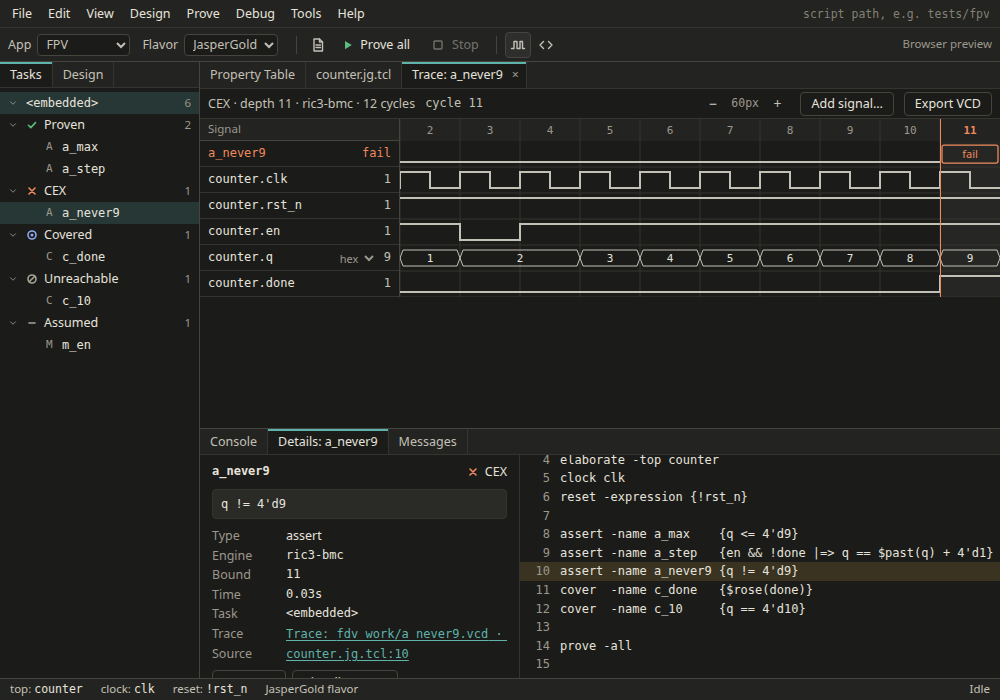 File Edit View Design Prove Debug Tools Help script path, e.g. tests/fpv
App FPV Flavor JasperGold Prove all Stop Browser preview
Tasks Design
<embedded> 6
Proven 2
A a_max
A a_step
CEX 1
A a_never9
Covered 1
C c_done
Unreachable 1
C c_10
Assumed 1
M m_en
Property Table counter.jg.tcl Trace: a_never9 ×
CEX · depth 11 · ric3-bmc · 12 cycles cycle 11 − 60px + Add signal... Export VCD
Signal 2 3 4 5 6 7 8 9 10 11
a_never9 fail fail
counter.clk 1
counter.rst_n 1
counter.en 1
counter.q hex 9 1 2 3 4 5 6 7 8 9
counter.done 1
Console Details: a_never9 Messages
a_never9 CEX
q != 4'd9
Type assert
Engine ric3-bmc
Bound 11
Time 0.03s
Task <embedded>
Trace Trace: fdv_work/a_never9.vcd ·
Source counter.jg.tcl:10
4 elaborate -top counter
5 clock clk
6 reset -expression {!rst_n}
7
8 assert -name a_max {q <= 4'd9}
9 assert -name a_step {en && !done |=> q == $past(q) + 4'd1}
10 assert -name a_never9 {q != 4'd9}
11 cover -name c_done {$rose(done)}
12 cover -name c_10 {q == 4'd10}
13
14 prove -all
15
top: counter clock: clk reset: !rst_n JasperGold flavor Idle